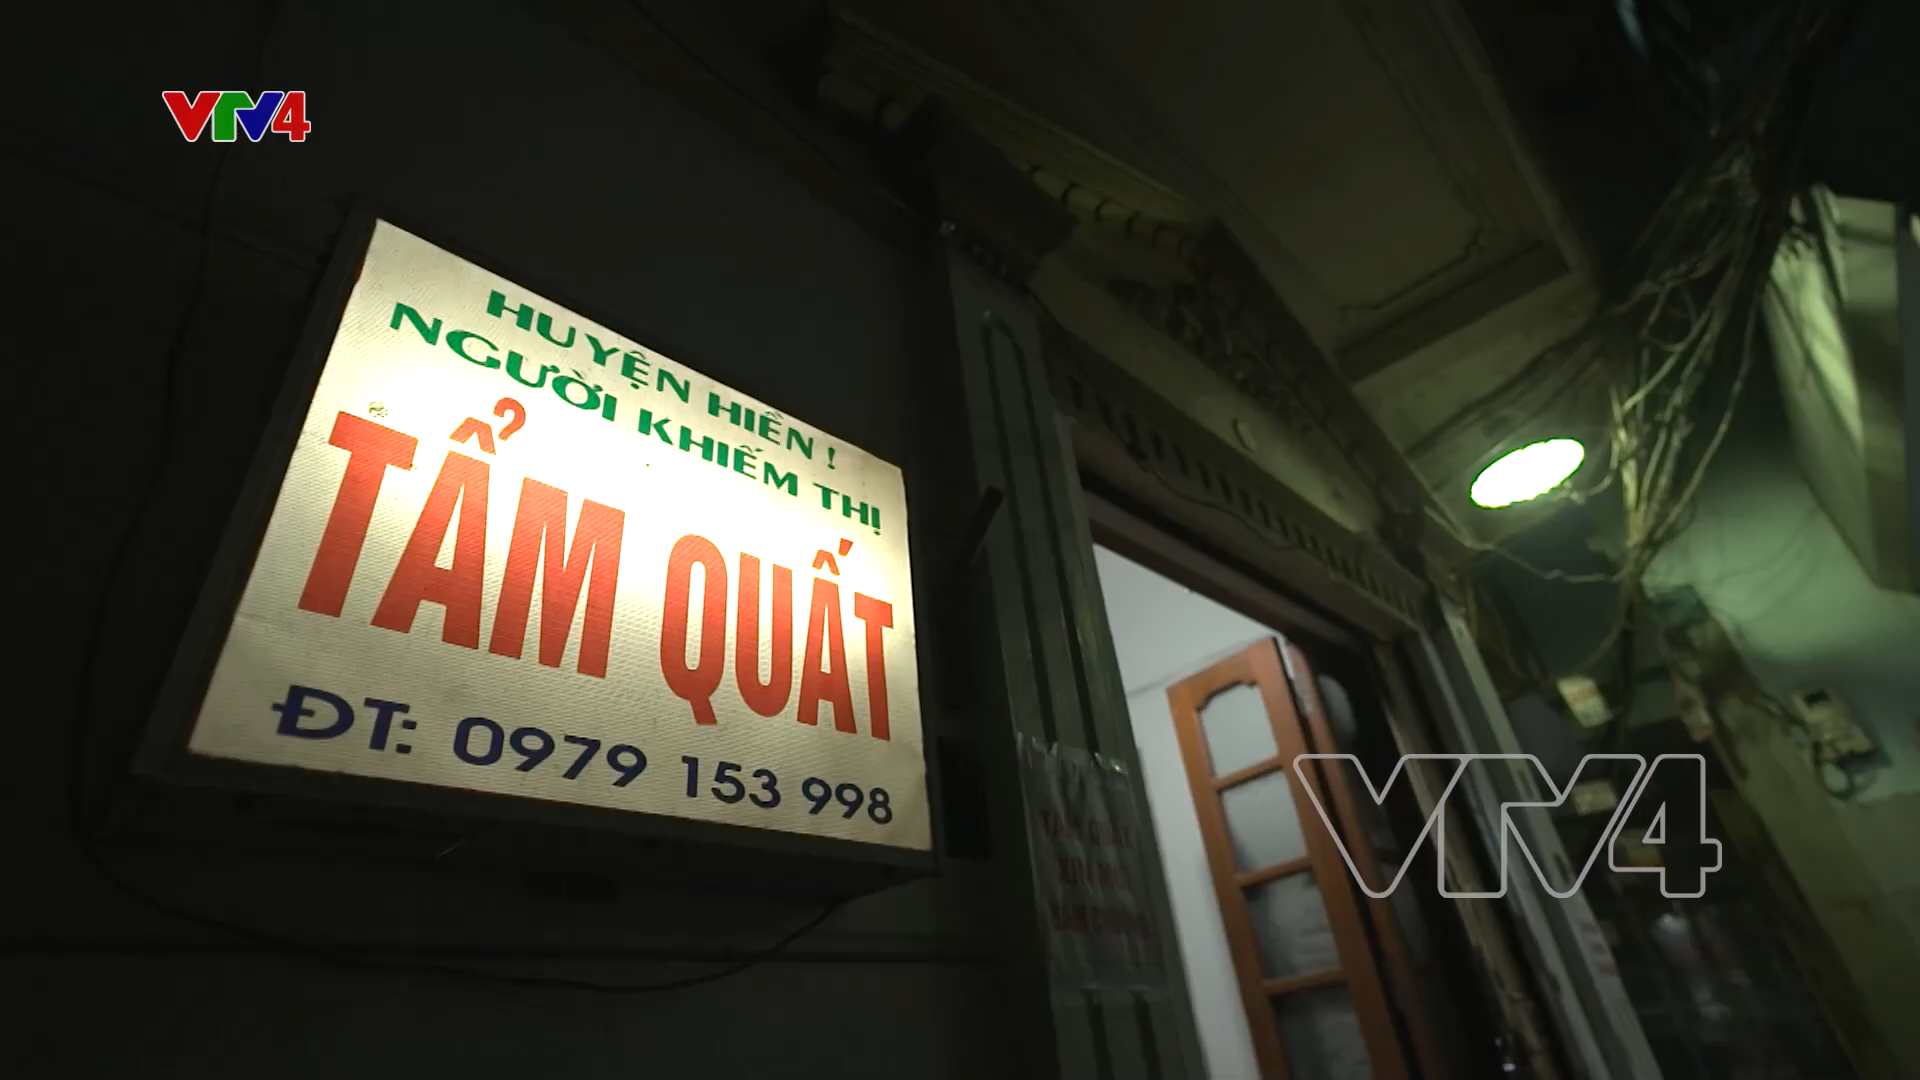 VTV4
HUYỆN HIỀN !
NGƯỜI KHIẾM THỊ
TẨM QUẤT
ĐT: 0979 153 998
VTV4